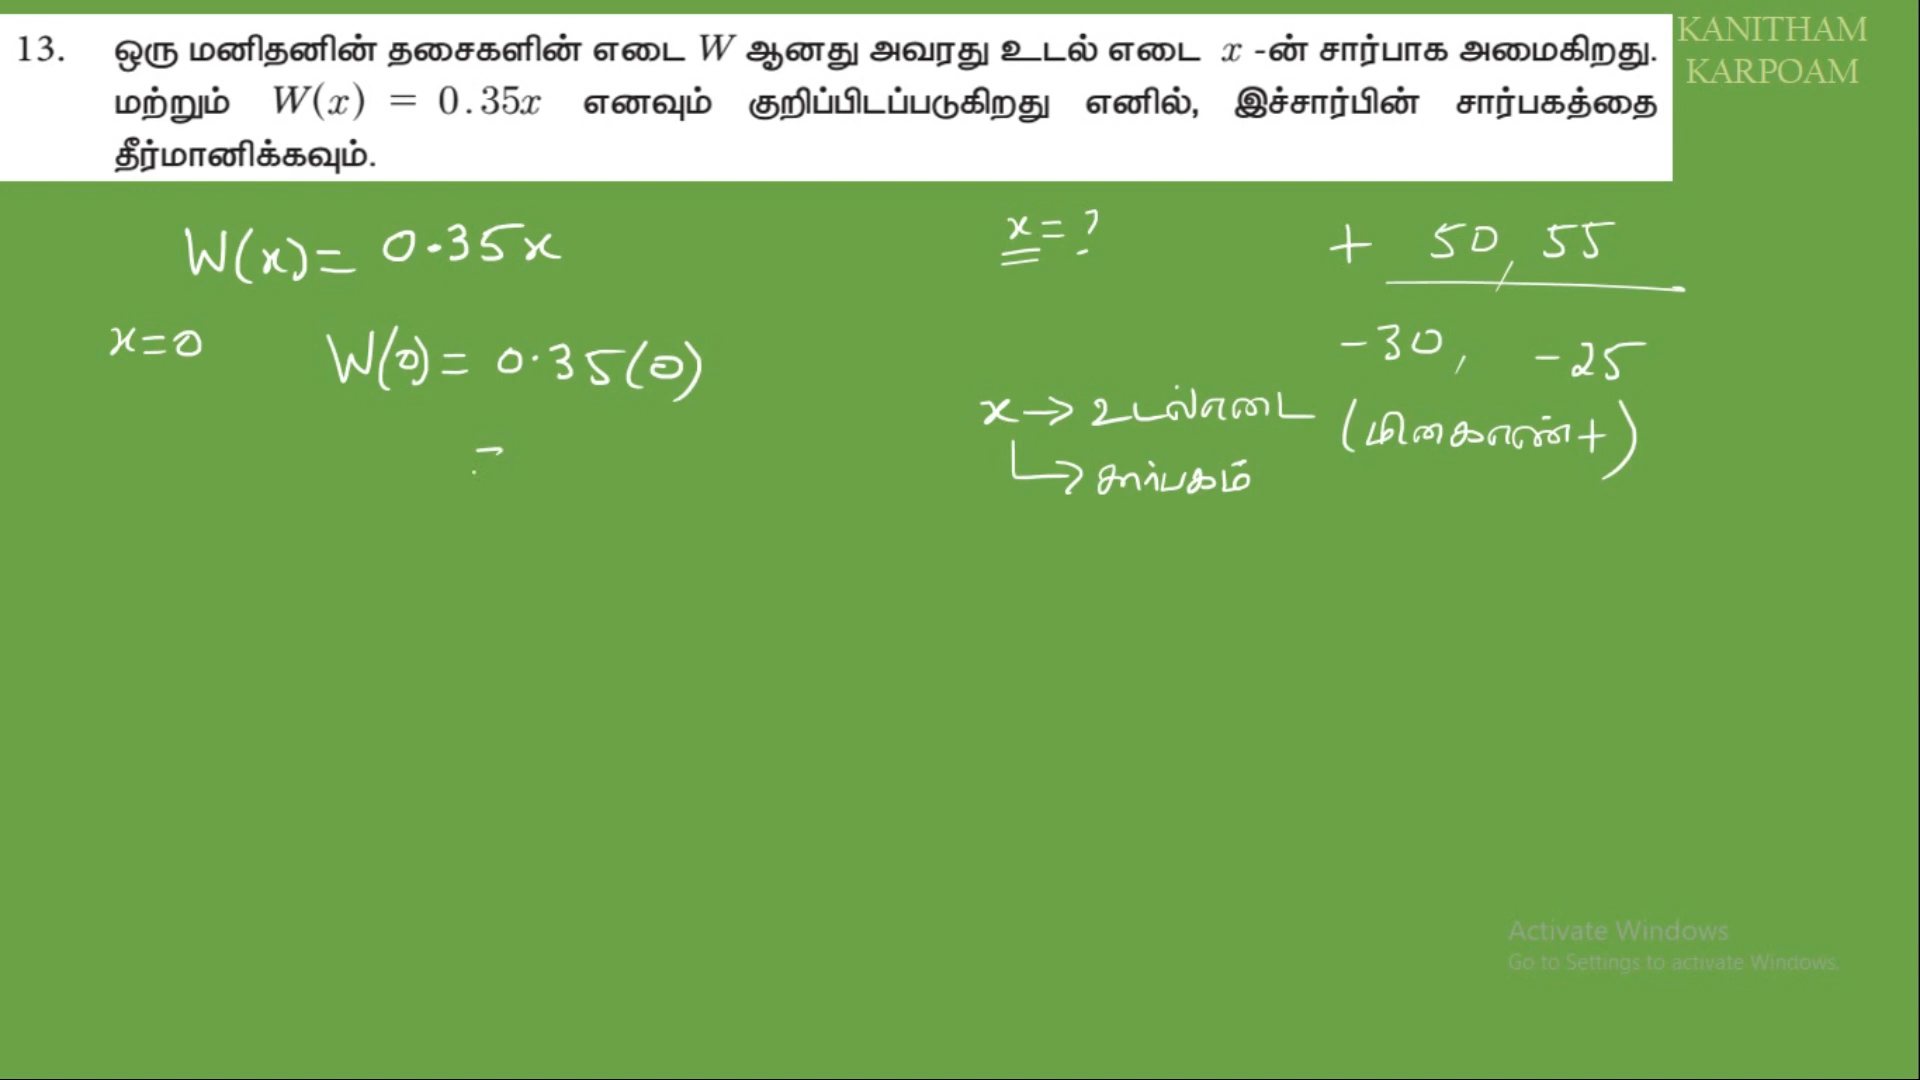 13. ஒரு மனிதனின் தசைகளின் எடை W ஆனது அவரது உடல் எடை x -ன் சார்பாக அமைகிறது.
மற்றும் W(x) = 0.35x எனவும் குறிப்பிடப்படுகிறது எனில், இச்சார்பின் சார்பகத்தை
தீர்மானிக்கவும்.
KANITHAM
KARPOAM
W(x) = 0.35x
x = ?
+ 50, 55
x=0 W(0) = 0.35(0)
-30, -25
x → உடல்எடை (மிகைஎண் +)
→ சார்பகம்
Activate Windows
Go to Settings to activate Windows.